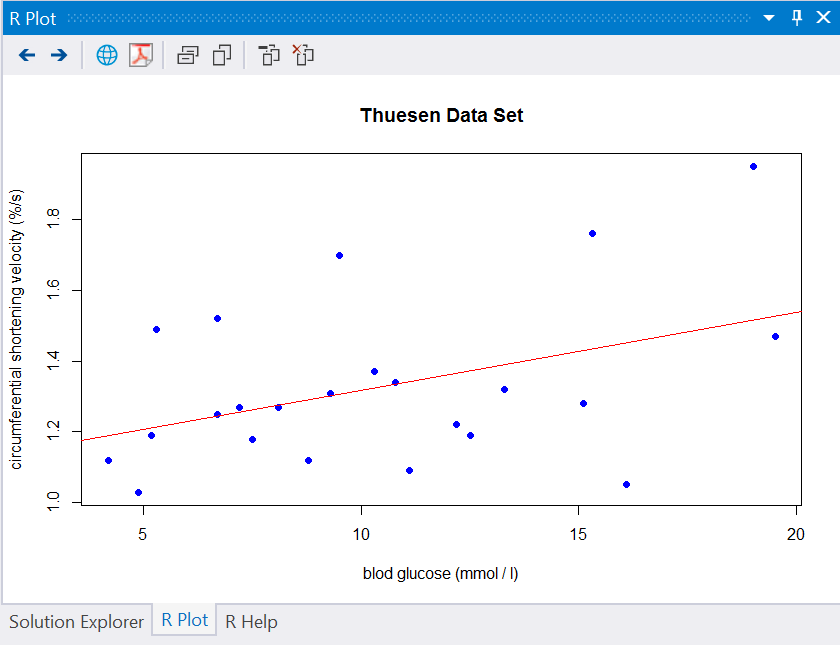 R Plot
Thuesen Data Set
circumferential shortening velocity (%/s)
1.8
1.6
1.4
1.2
1.0
5 10 15 20
blod glucose (mmol / l)
Solution Explorer R Plot R Help